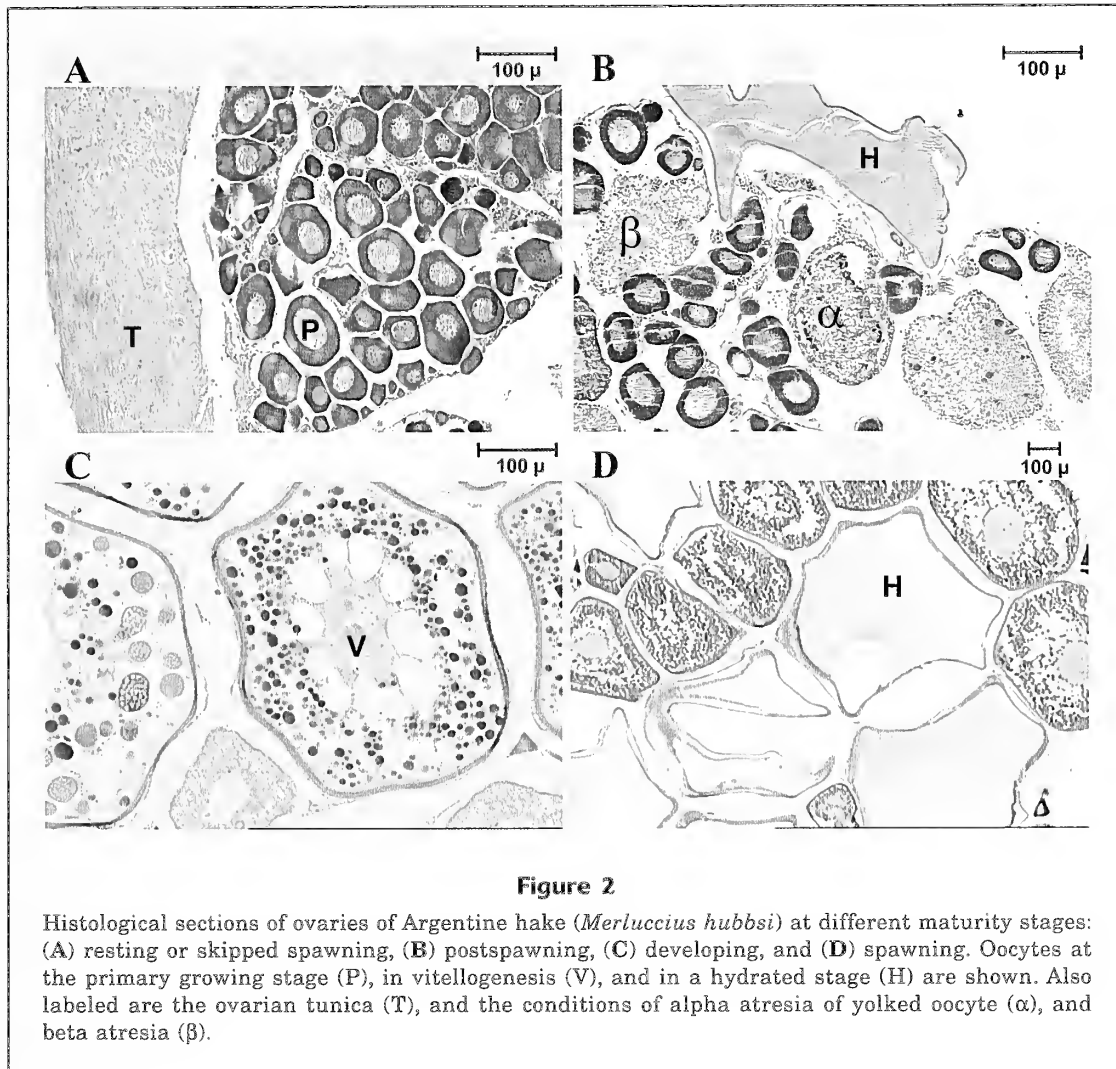 A
100 µ
B
100 µ
T
P
H
β
α
C
100 µ
D
100 µ
V
H
Figure 2
Histological sections of ovaries of Argentine hake (Merluccius hubbsi) at different maturity stages:
(A) resting or skipped spawning, (B) postspawning, (C) developing, and (D) spawning. Oocytes at
the primary growing stage (P), in vitellogenesis (V), and in a hydrated stage (H) are shown. Also
labeled are the ovarian tunica (T), and the conditions of alpha atresia of yolked oocyte (α), and
beta atresia (β).